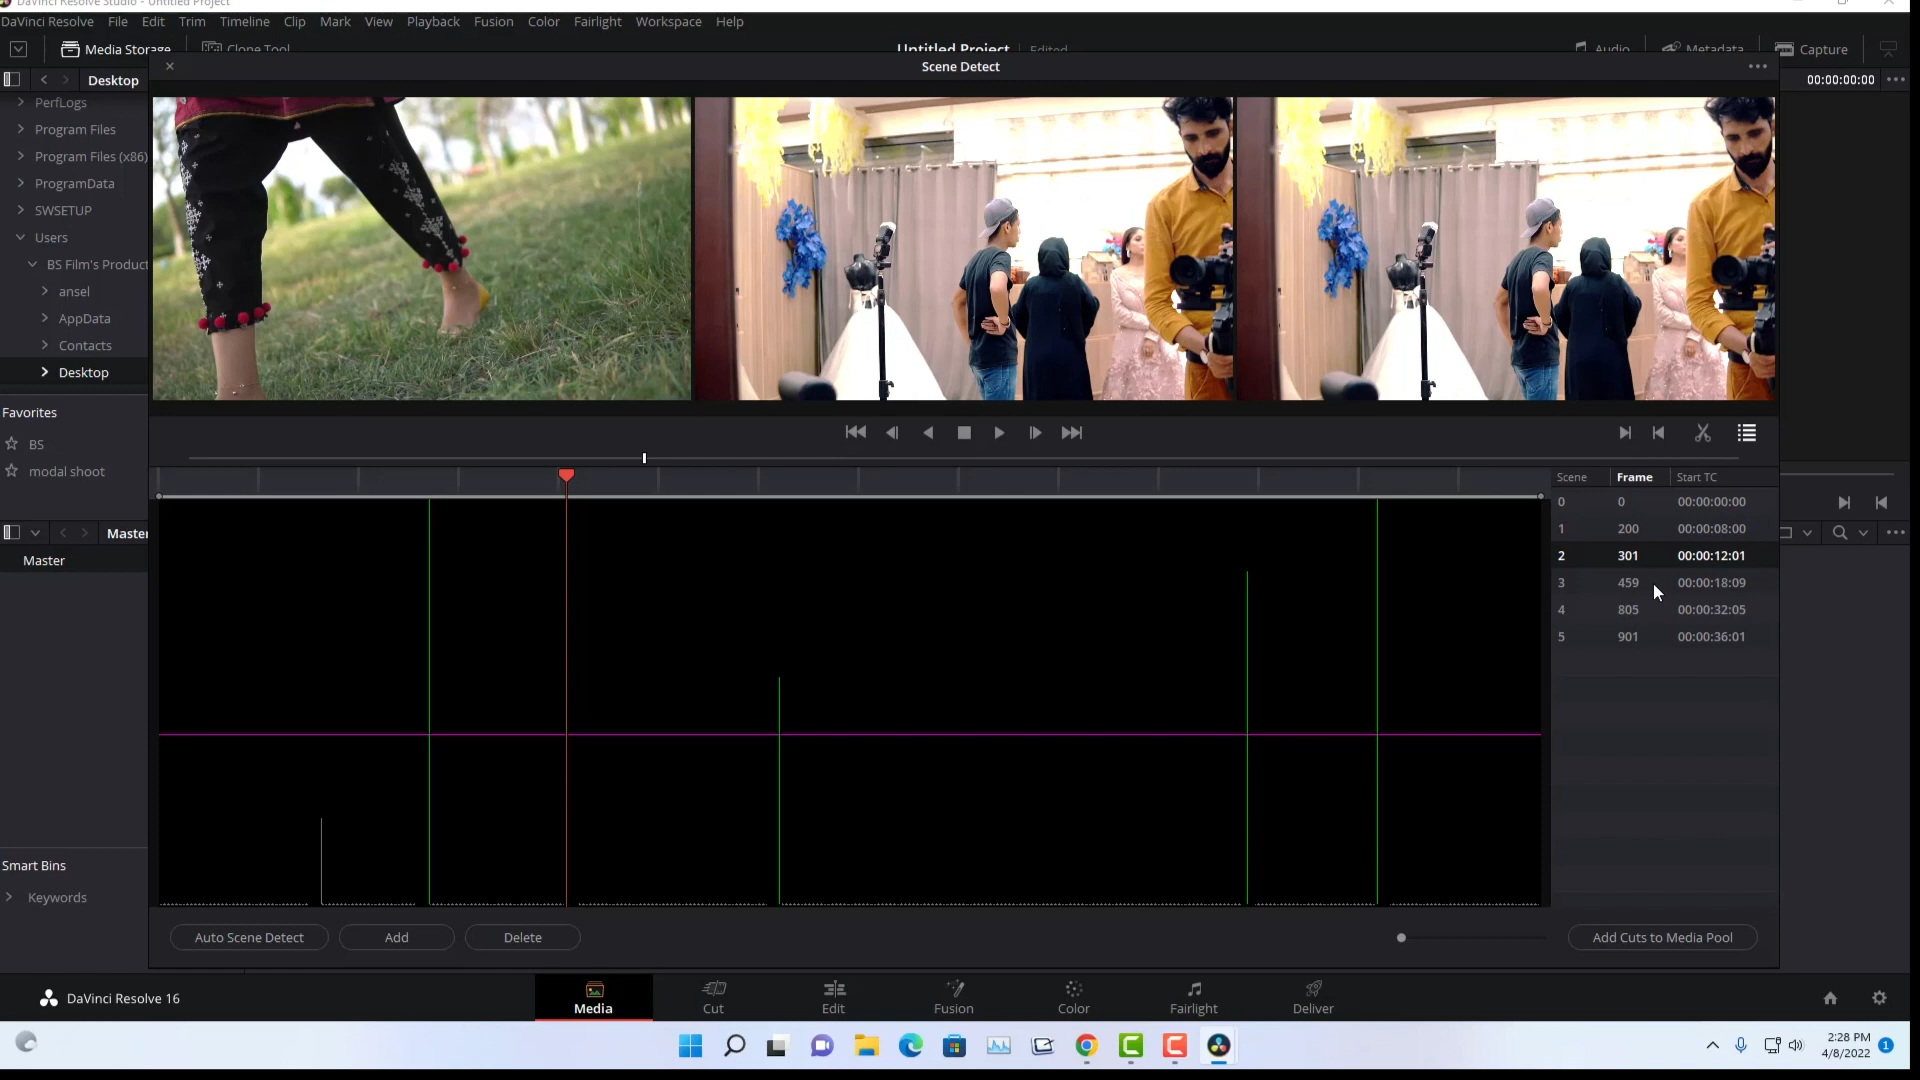 DaVinci Resolve Studio - Untitled Project
DaVinci Resolve File Edit Trim Timeline Clip Mark View Playback Fusion Color Fairlight Workspace Help
Media Storage Clone Tool Untitled Project Edited Audio Metadata Capture
Desktop Scene Detect 00:00:00:00
PerfLogs
Program Files
Program Files (x86)
ProgramData
SWSETUP
Users
BS Film's Product
ansel
AppData
Contacts
Desktop
Favorites
BS
modal shoot
Master
Master
Smart Bins
Keywords
Scene Frame Start TC
0 0 00:00:00:00
1 200 00:00:08:00
2 301 00:00:12:01
3 459 00:00:18:09
4 805 00:00:32:05
5 901 00:00:36:01
Auto Scene Detect Add Delete Add Cuts to Media Pool
DaVinci Resolve 16 Media Cut Edit Fusion Color Fairlight Deliver
2:28 PM
4/8/2022 1